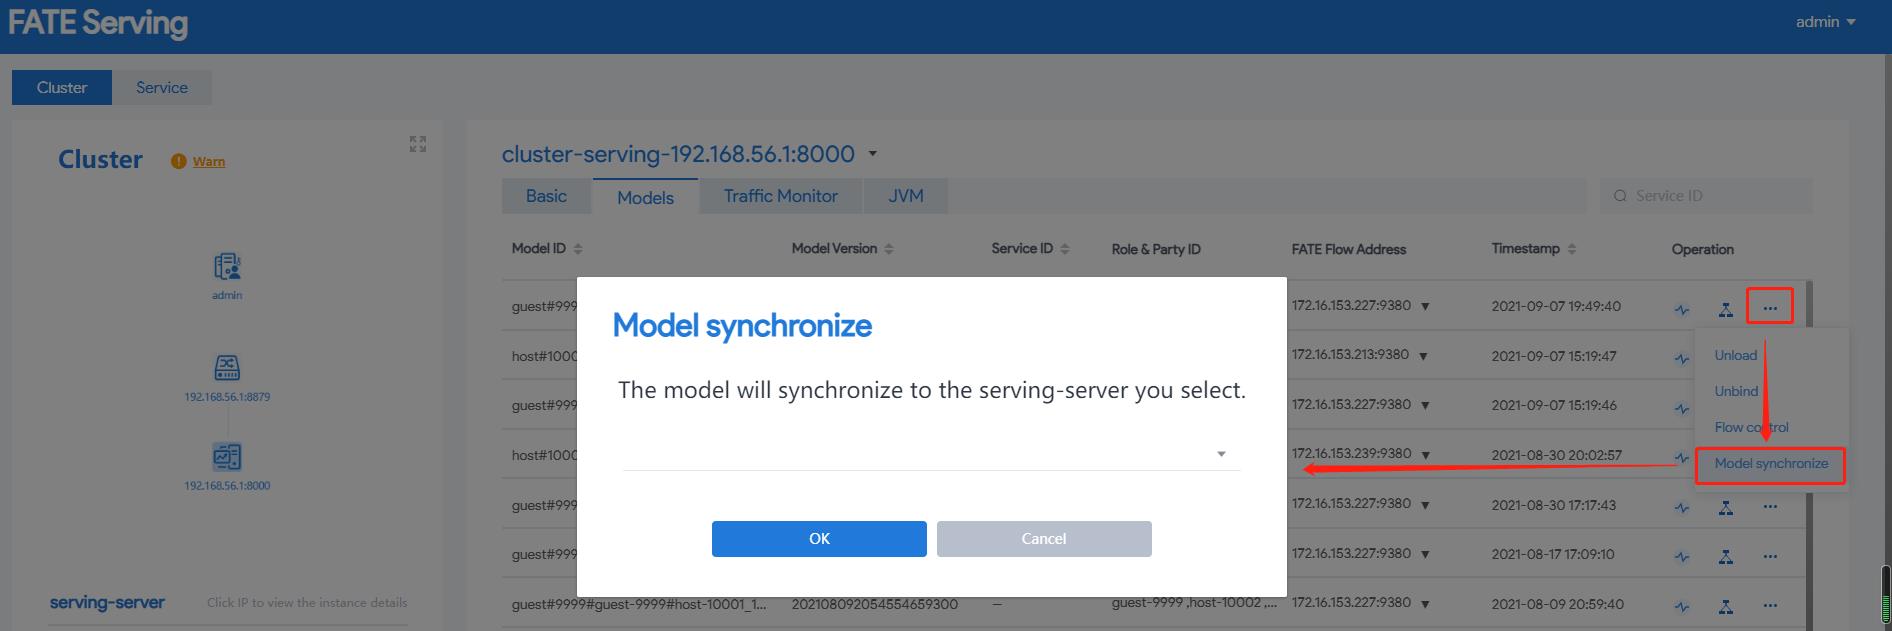 FATE Serving
admin
Cluster Service
Cluster Warn
admin
192.168.56.1:8879
192.168.56.1:8000
serving-server Click IP to view the instance details
cluster-serving-192.168.56.1:8000
Basic Models Traffic Monitor JVM Service ID
Model ID Model Version Service ID Role & Party ID FATE Flow Address Timestamp Operation
guest#9999 172.16.153.227:9380 2021-09-07 19:49:40
host#1000 172.16.153.213:9380 2021-09-07 15:19:47
guest#999 172.16.153.227:9380 2021-09-07 15:19:46
host#1000 172.16.153.239:9380 2021-08-30 20:02:57
guest#999 172.16.153.227:9380 2021-08-30 17:17:43
guest#999 172.16.153.227:9380 2021-08-17 17:09:10
guest#9999#guest-9999#host-10001_1... 202108092054554659300 — guest-9999 ,host-10002 ,... 172.16.153.227:9380 2021-08-09 20:59:40
Unload
Unbind
Flow control
Model synchronize
Model synchronize
The model will synchronize to the serving-server you select.
OK Cancel